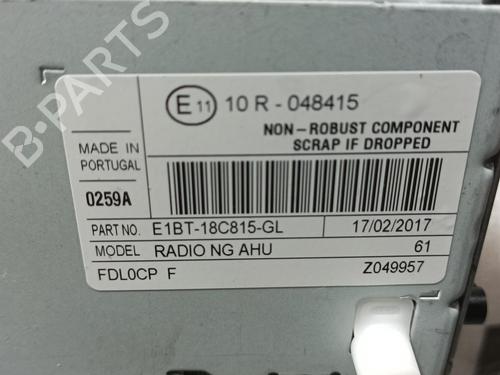 B-PARTS
E11 10 R - 048415
NON - ROBUST COMPONENT
SCRAP IF DROPPED
MADE IN
PORTUGAL
0259A
PART NO. E1BT-18C815-GL 17/02/2017
MODEL RADIO NG AHU 61
FDL0CP F Z049957